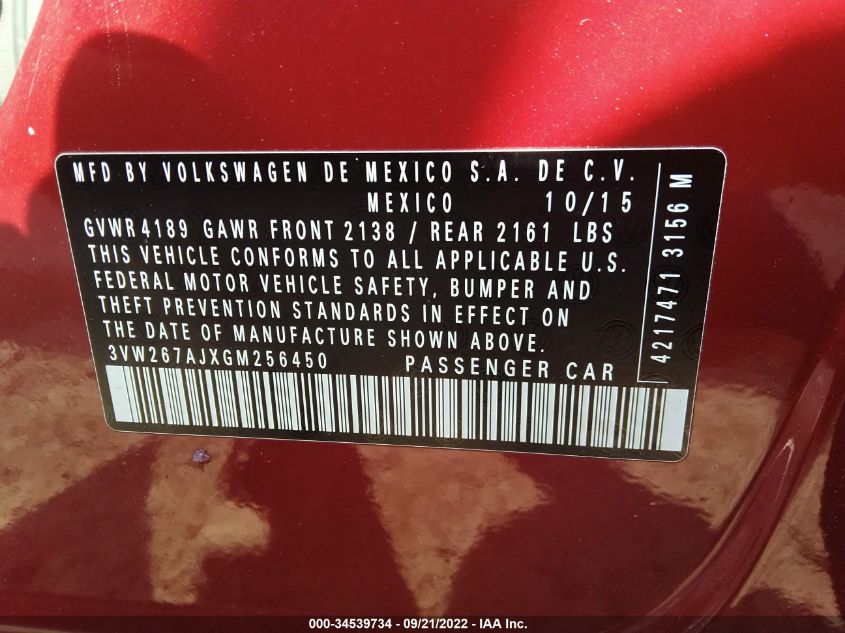 MFD BY VOLKSWAGEN DE MEXICO S.A. DE C.V.
MEXICO 10/15
GVWR 4189 GAWR FRONT 2138 / REAR 2161 LBS
THIS VEHICLE CONFORMS TO ALL APPLICABLE U.S.
FEDERAL MOTOR VEHICLE SAFETY, BUMPER AND
THEFT PREVENTION STANDARDS IN EFFECT ON
THE DATE OF MANUFACTURE SHOWN ABOVE.
3VW267AJXGM256450 PASSENGER CAR
4217471 3156 M
000-34539734 - 09/21/2022 - IAA Inc.